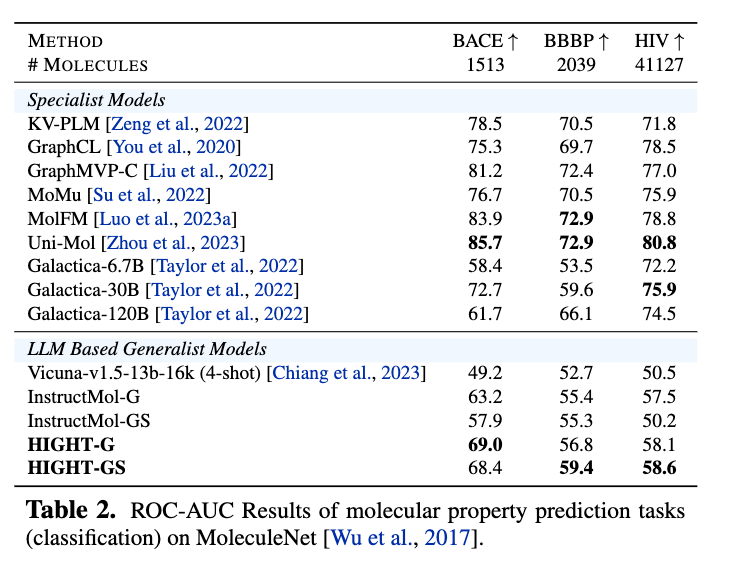 METHOD BACE ↑ BBBP ↑ HIV ↑
# MOLECULES 1513 2039 41127
Specialist Models
KV-PLM [Zeng et al., 2022] 78.5 70.5 71.8
GraphCL [You et al., 2020] 75.3 69.7 78.5
GraphMVP-C [Liu et al., 2022] 81.2 72.4 77.0
MoMu [Su et al., 2022] 76.7 70.5 75.9
MolFM [Luo et al., 2023a] 83.9 72.9 78.8
Uni-Mol [Zhou et al., 2023] 85.7 72.9 80.8
Galactica-6.7B [Taylor et al., 2022] 58.4 53.5 72.2
Galactica-30B [Taylor et al., 2022] 72.7 59.6 75.9
Galactica-120B [Taylor et al., 2022] 61.7 66.1 74.5
LLM Based Generalist Models
Vicuna-v1.5-13b-16k (4-shot) [Chiang et al., 2023] 49.2 52.7 50.5
InstructMol-G 63.2 55.4 57.5
InstructMol-GS 57.9 55.3 50.2
HIGHT-G 69.0 56.8 58.1
HIGHT-GS 68.4 59.4 58.6
Table 2. ROC-AUC Results of molecular property prediction tasks
(classification) on MoleculeNet [Wu et al., 2017].